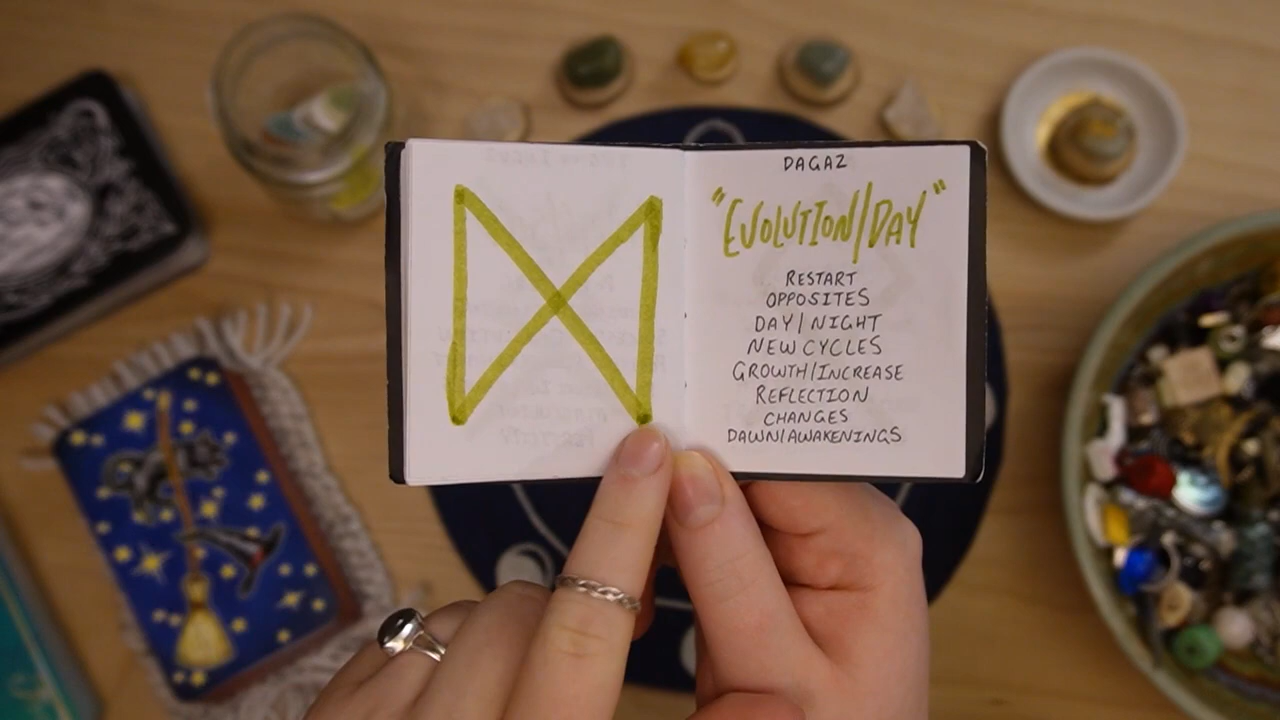 DAGAZ
"EVOLUTION/DAY"
RESTART
OPPOSITES
DAY/NIGHT
NEW CYCLES
GROWTH/INCREASE
REFLECTION
CHANGES
DAWN/AWAKENINGS